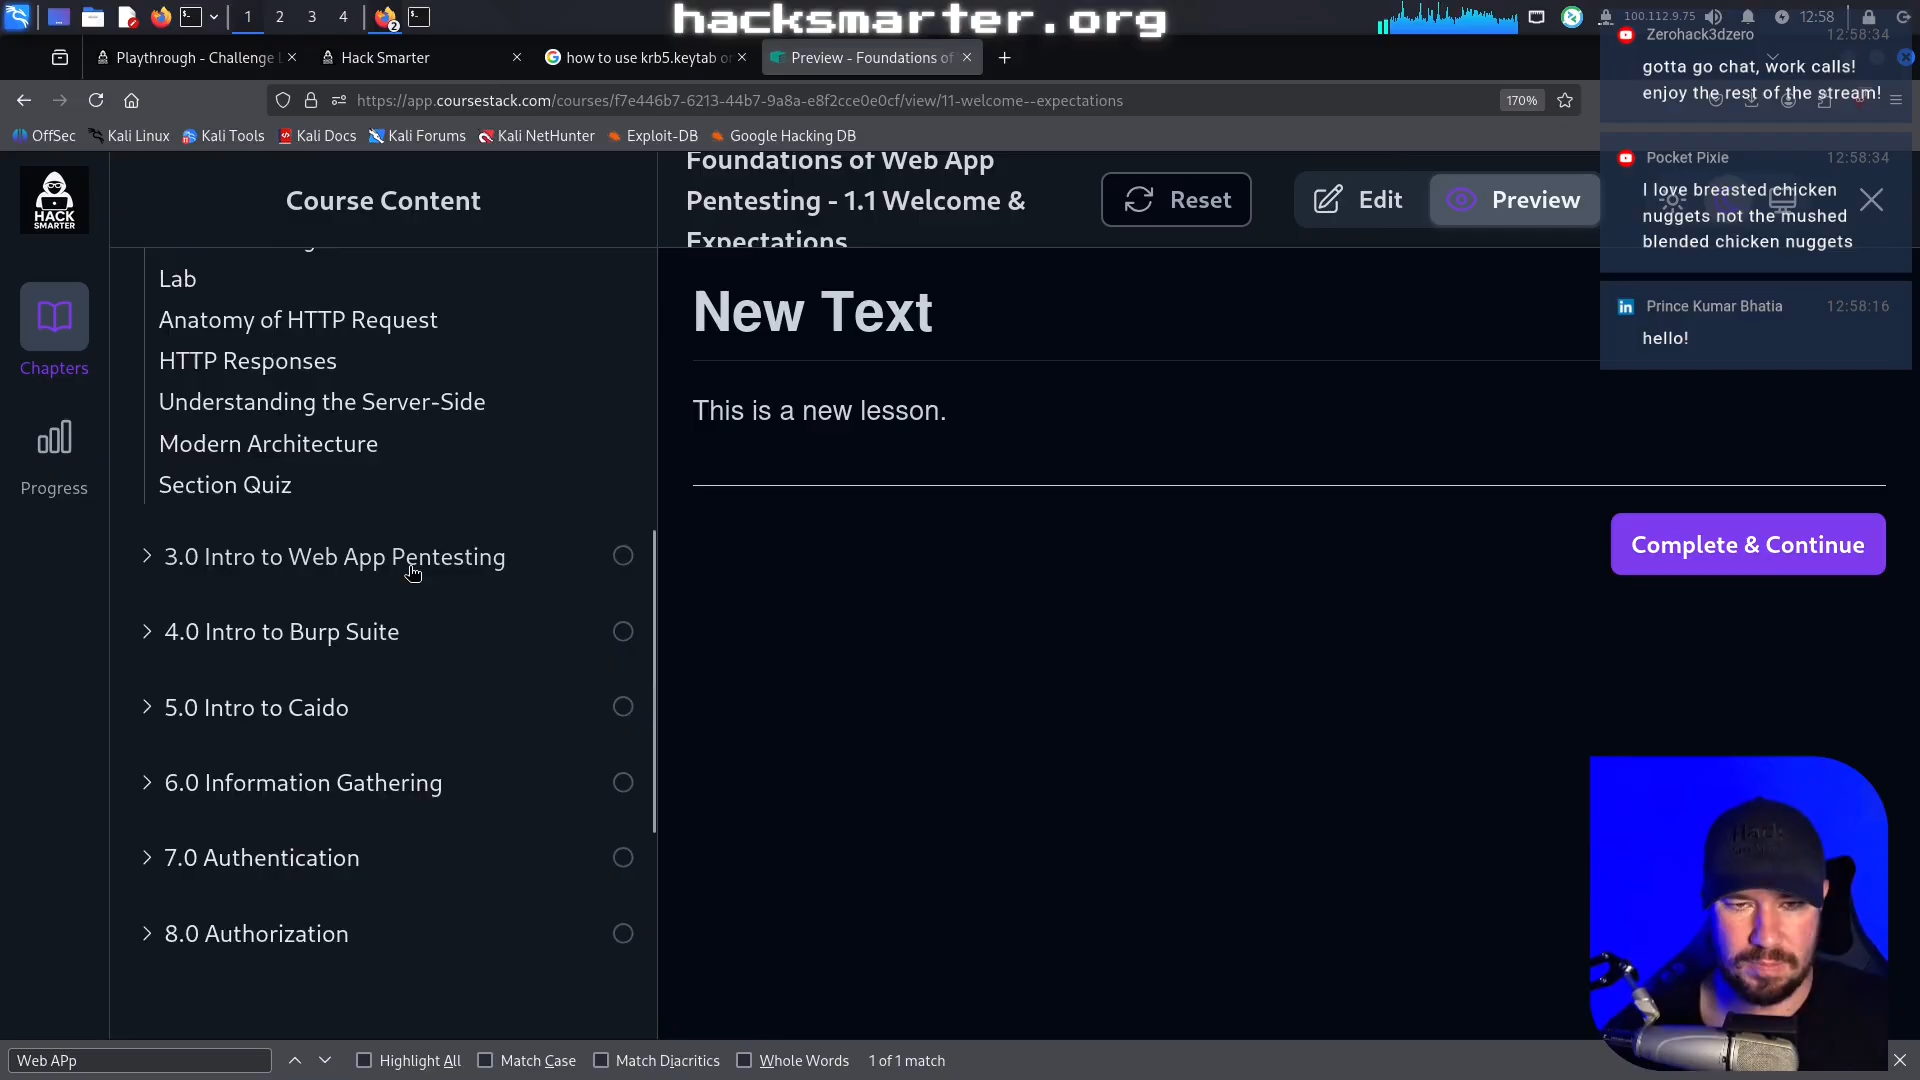 1 2 3 4
hacksmarter.org
100.112.9.75
12:58
Playthrough - Challenge
Hack Smarter
how to use krb5.keytab or
Preview - Foundations of
https://app.coursestack.com/courses/f7e446b7-6213-44b7-9a8a-e8f2cce0e0cf/view/11-welcome--expectations
170%
OffSec
Kali Linux
Kali Tools
Kali Docs
Kali Forums
Kali NetHunter
Exploit-DB
Google Hacking DB
Zerohack3dzero 12:58:34
gotta go chat, work calls!
enjoy the rest of the stream!
Pocket Pixie 12:58:34
I love breasted chicken
nuggets not the mushed
blended chicken nuggets
Prince Kumar Bhatia 12:58:16
hello!
HACK
SMARTER
Chapters
Progress
Course Content
Lab
Anatomy of HTTP Request
HTTP Responses
Understanding the Server-Side
Modern Architecture
Section Quiz
3.0 Intro to Web App Pentesting
4.0 Intro to Burp Suite
5.0 Intro to Caido
6.0 Information Gathering
7.0 Authentication
8.0 Authorization
Foundations of Web App
Pentesting - 1.1 Welcome &
Expectations
Reset
Edit
Preview
New Text
This is a new lesson.
Complete & Continue
Web APp
Highlight All
Match Case
Match Diacritics
Whole Words
1 of 1 match